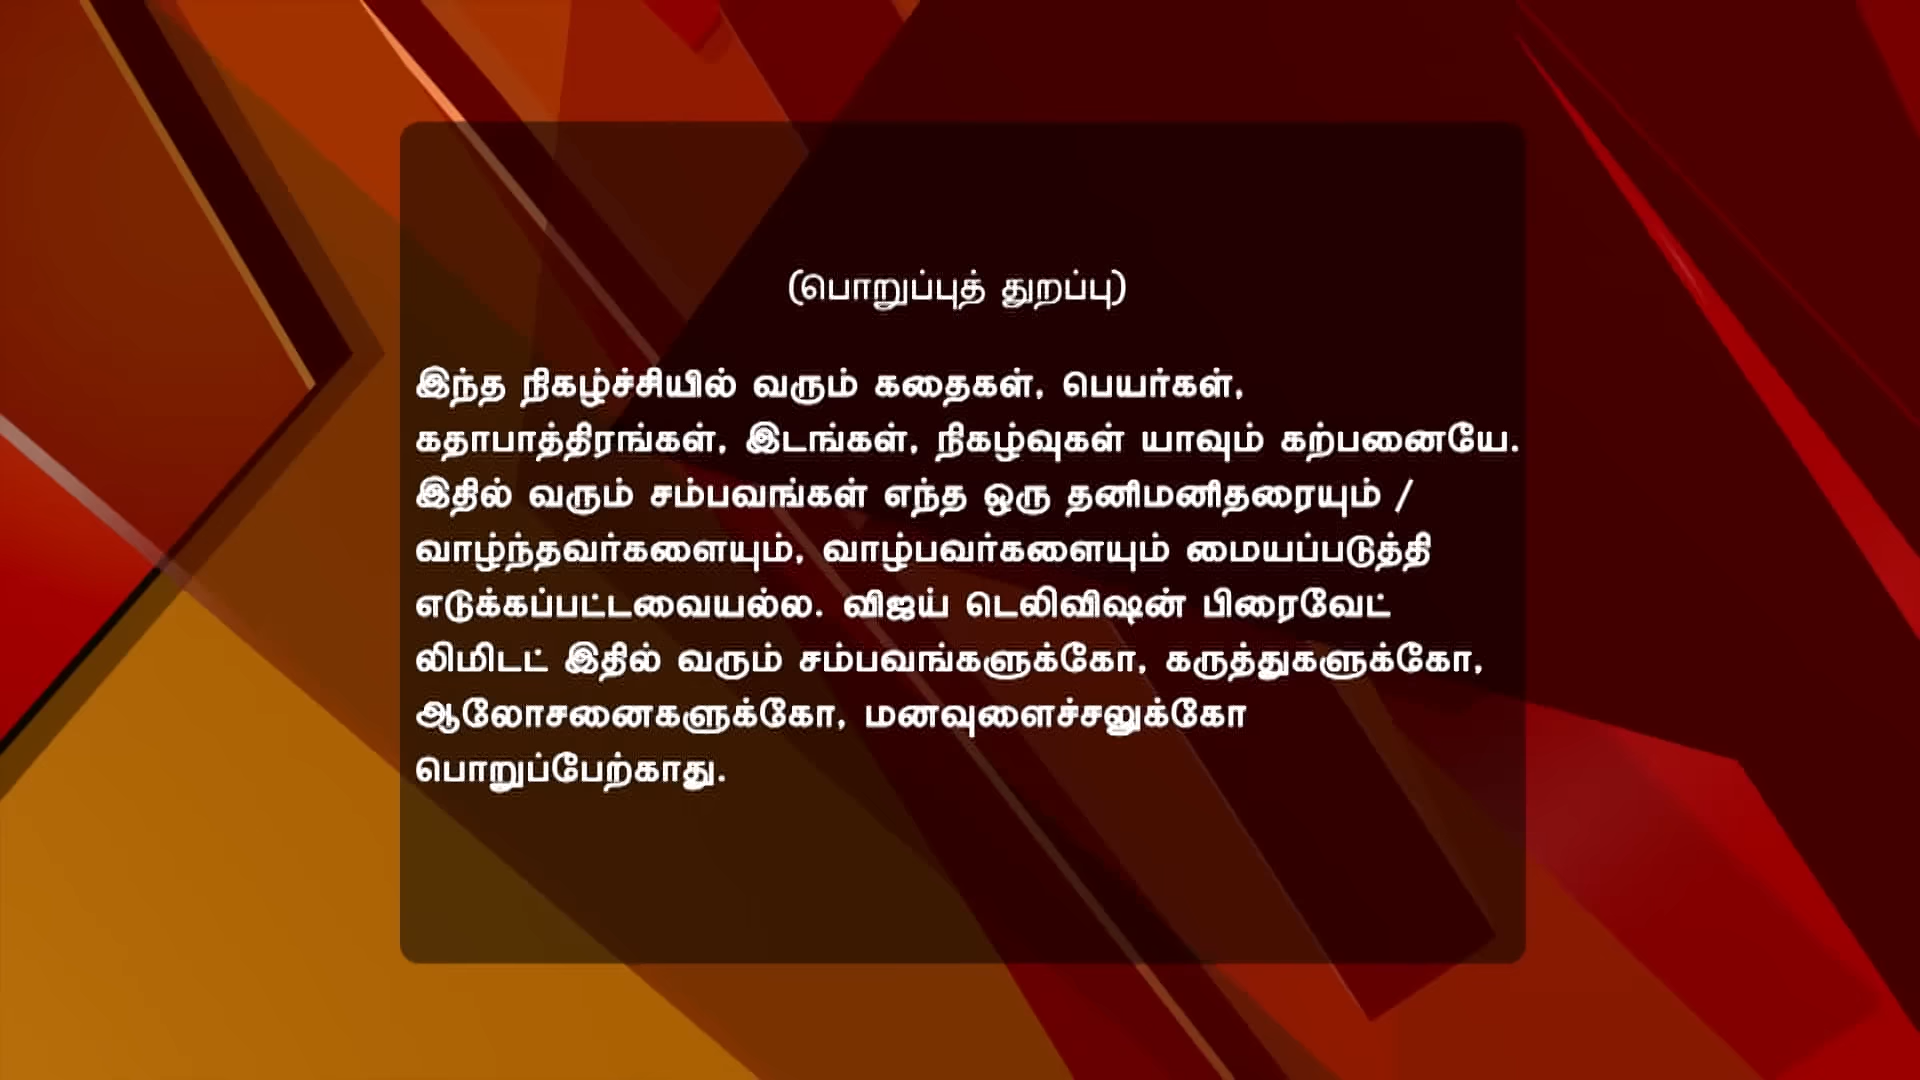 (பொறுப்புத் துறப்பு)
இந்த நிகழ்ச்சியில் வரும் கதைகள், பெயர்கள்,
கதாபாத்திரங்கள், இடங்கள், நிகழ்வுகள் யாவும் கற்பனையே.
இதில் வரும் சம்பவங்கள் எந்த ஒரு தனிமனிதரையும் /
வாழ்ந்தவர்களையும், வாழ்பவர்களையும் மையப்படுத்தி
எடுக்கப்பட்டவையல்ல. விஜய் டெலிவிஷன் பிரைவேட்
லிமிடட் இதில் வரும் சம்பவங்களுக்கோ, கருத்துகளுக்கோ,
ஆலோசனைகளுக்கோ, மனவுளைச்சலுக்கோ
பொறுப்பேற்காது.